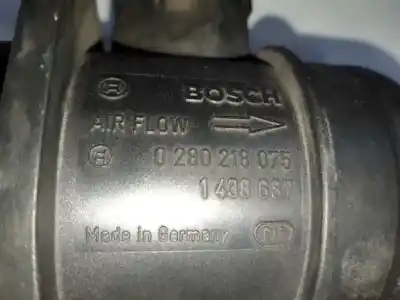 BOSCH
AIR FLOW
0 280 218 075
1 438 687
Made in Germany